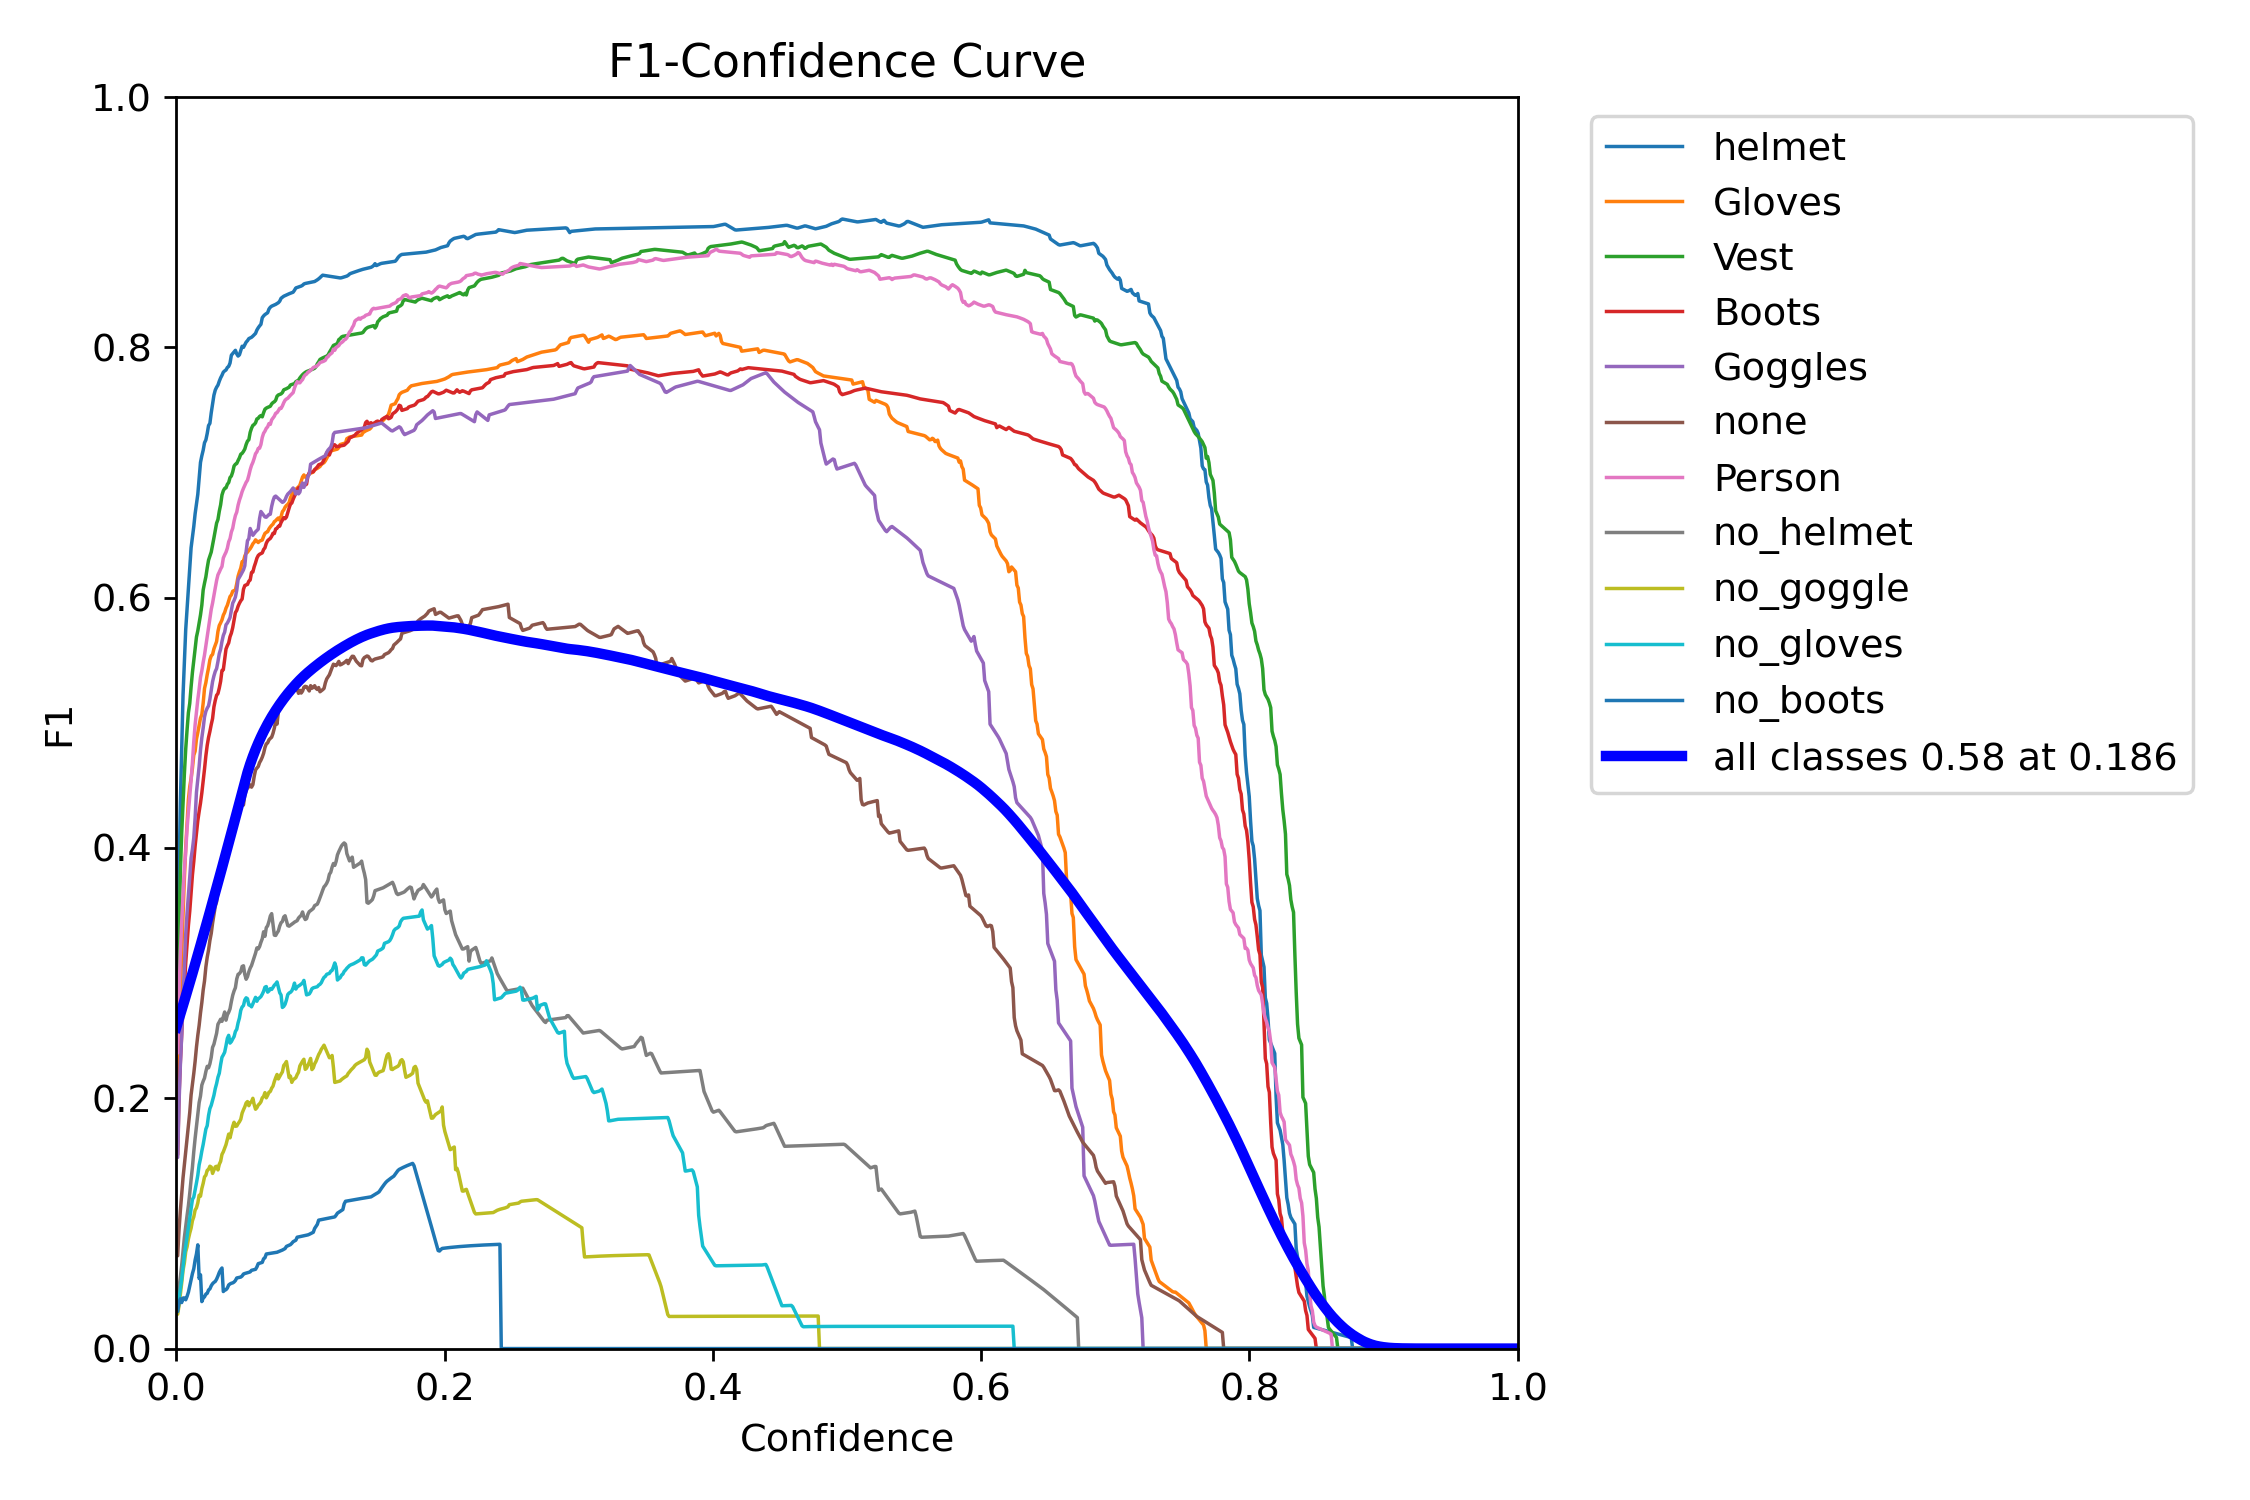 F1-Confidence Curve
1.0
0.8
0.6
0.4
0.2
0.0
F1
0.0 0.2 0.4 0.6 0.8 1.0
Confidence
helmet
Gloves
Vest
Boots
Goggles
none
Person
no_helmet
no_goggle
no_gloves
no_boots
all classes 0.58 at 0.186